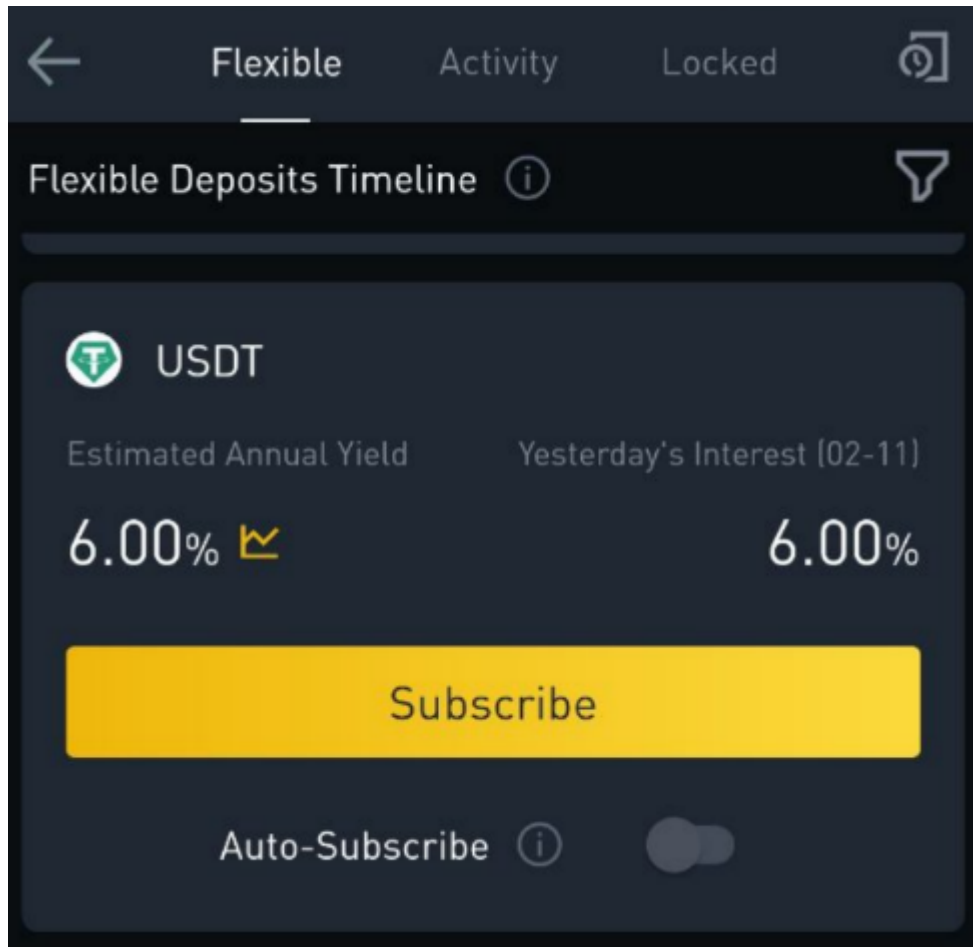 Flexible Activity Locked
Flexible Deposits Timeline
USDT
Estimated Annual Yield Yesterday's Interest (02-11)
6.00% 6.00%
Subscribe
Auto-Subscribe